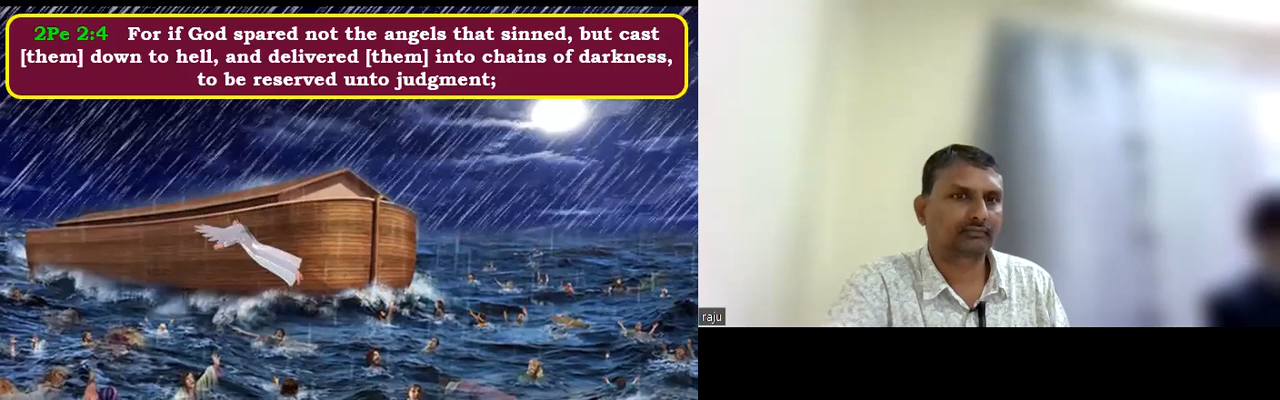 2Pe 2:4 For if God spared not the angels that sinned, but cast
[them] down to hell, and delivered [them] into chains of darkness,
to be reserved unto judgment;
raju